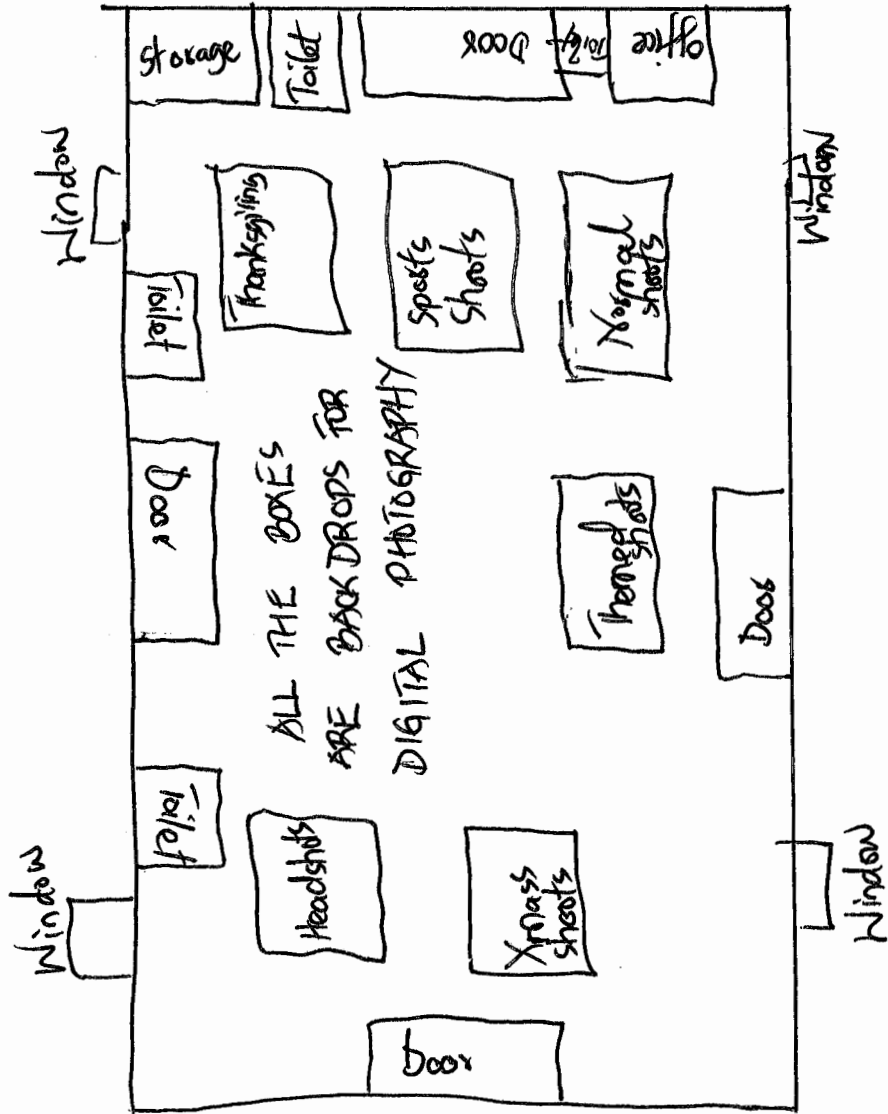 Storage
Toilet
Door
Toilet
office
Window
Window
Thanksgiving
Sports
Shoots
Normal
shoots
Toilet
Door
ALL THE BOXES
ARE BACKDROPS FOR
DIGITAL PHOTOGRAPHY
Themed
shoots
Door
Toilet
Window
Headshots
Xmass
shoots
Window
Door